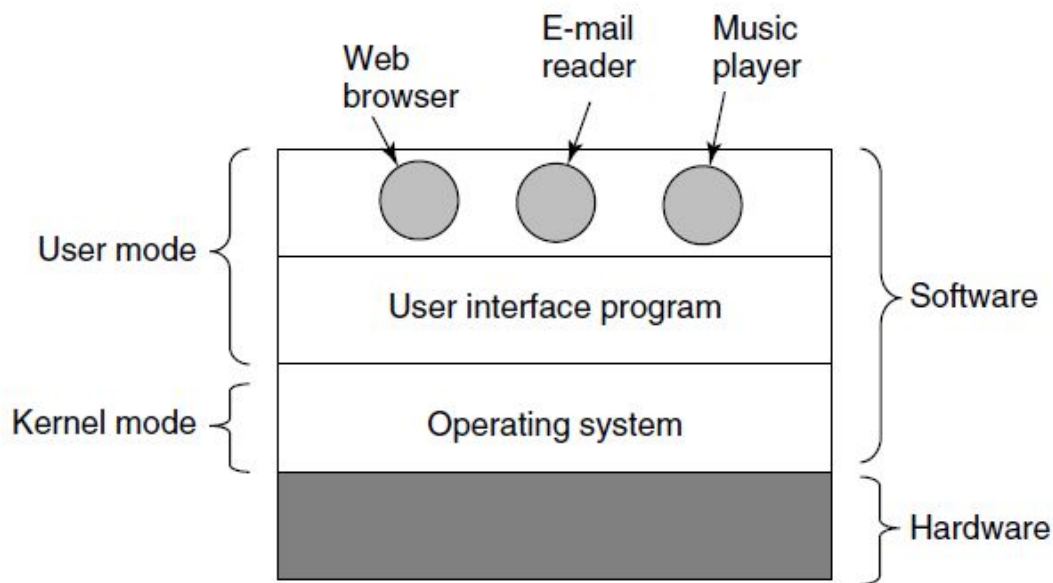 Web
browser
E-mail
reader
Music
player
User mode
User interface program
Software
Kernel mode
Operating system
Hardware